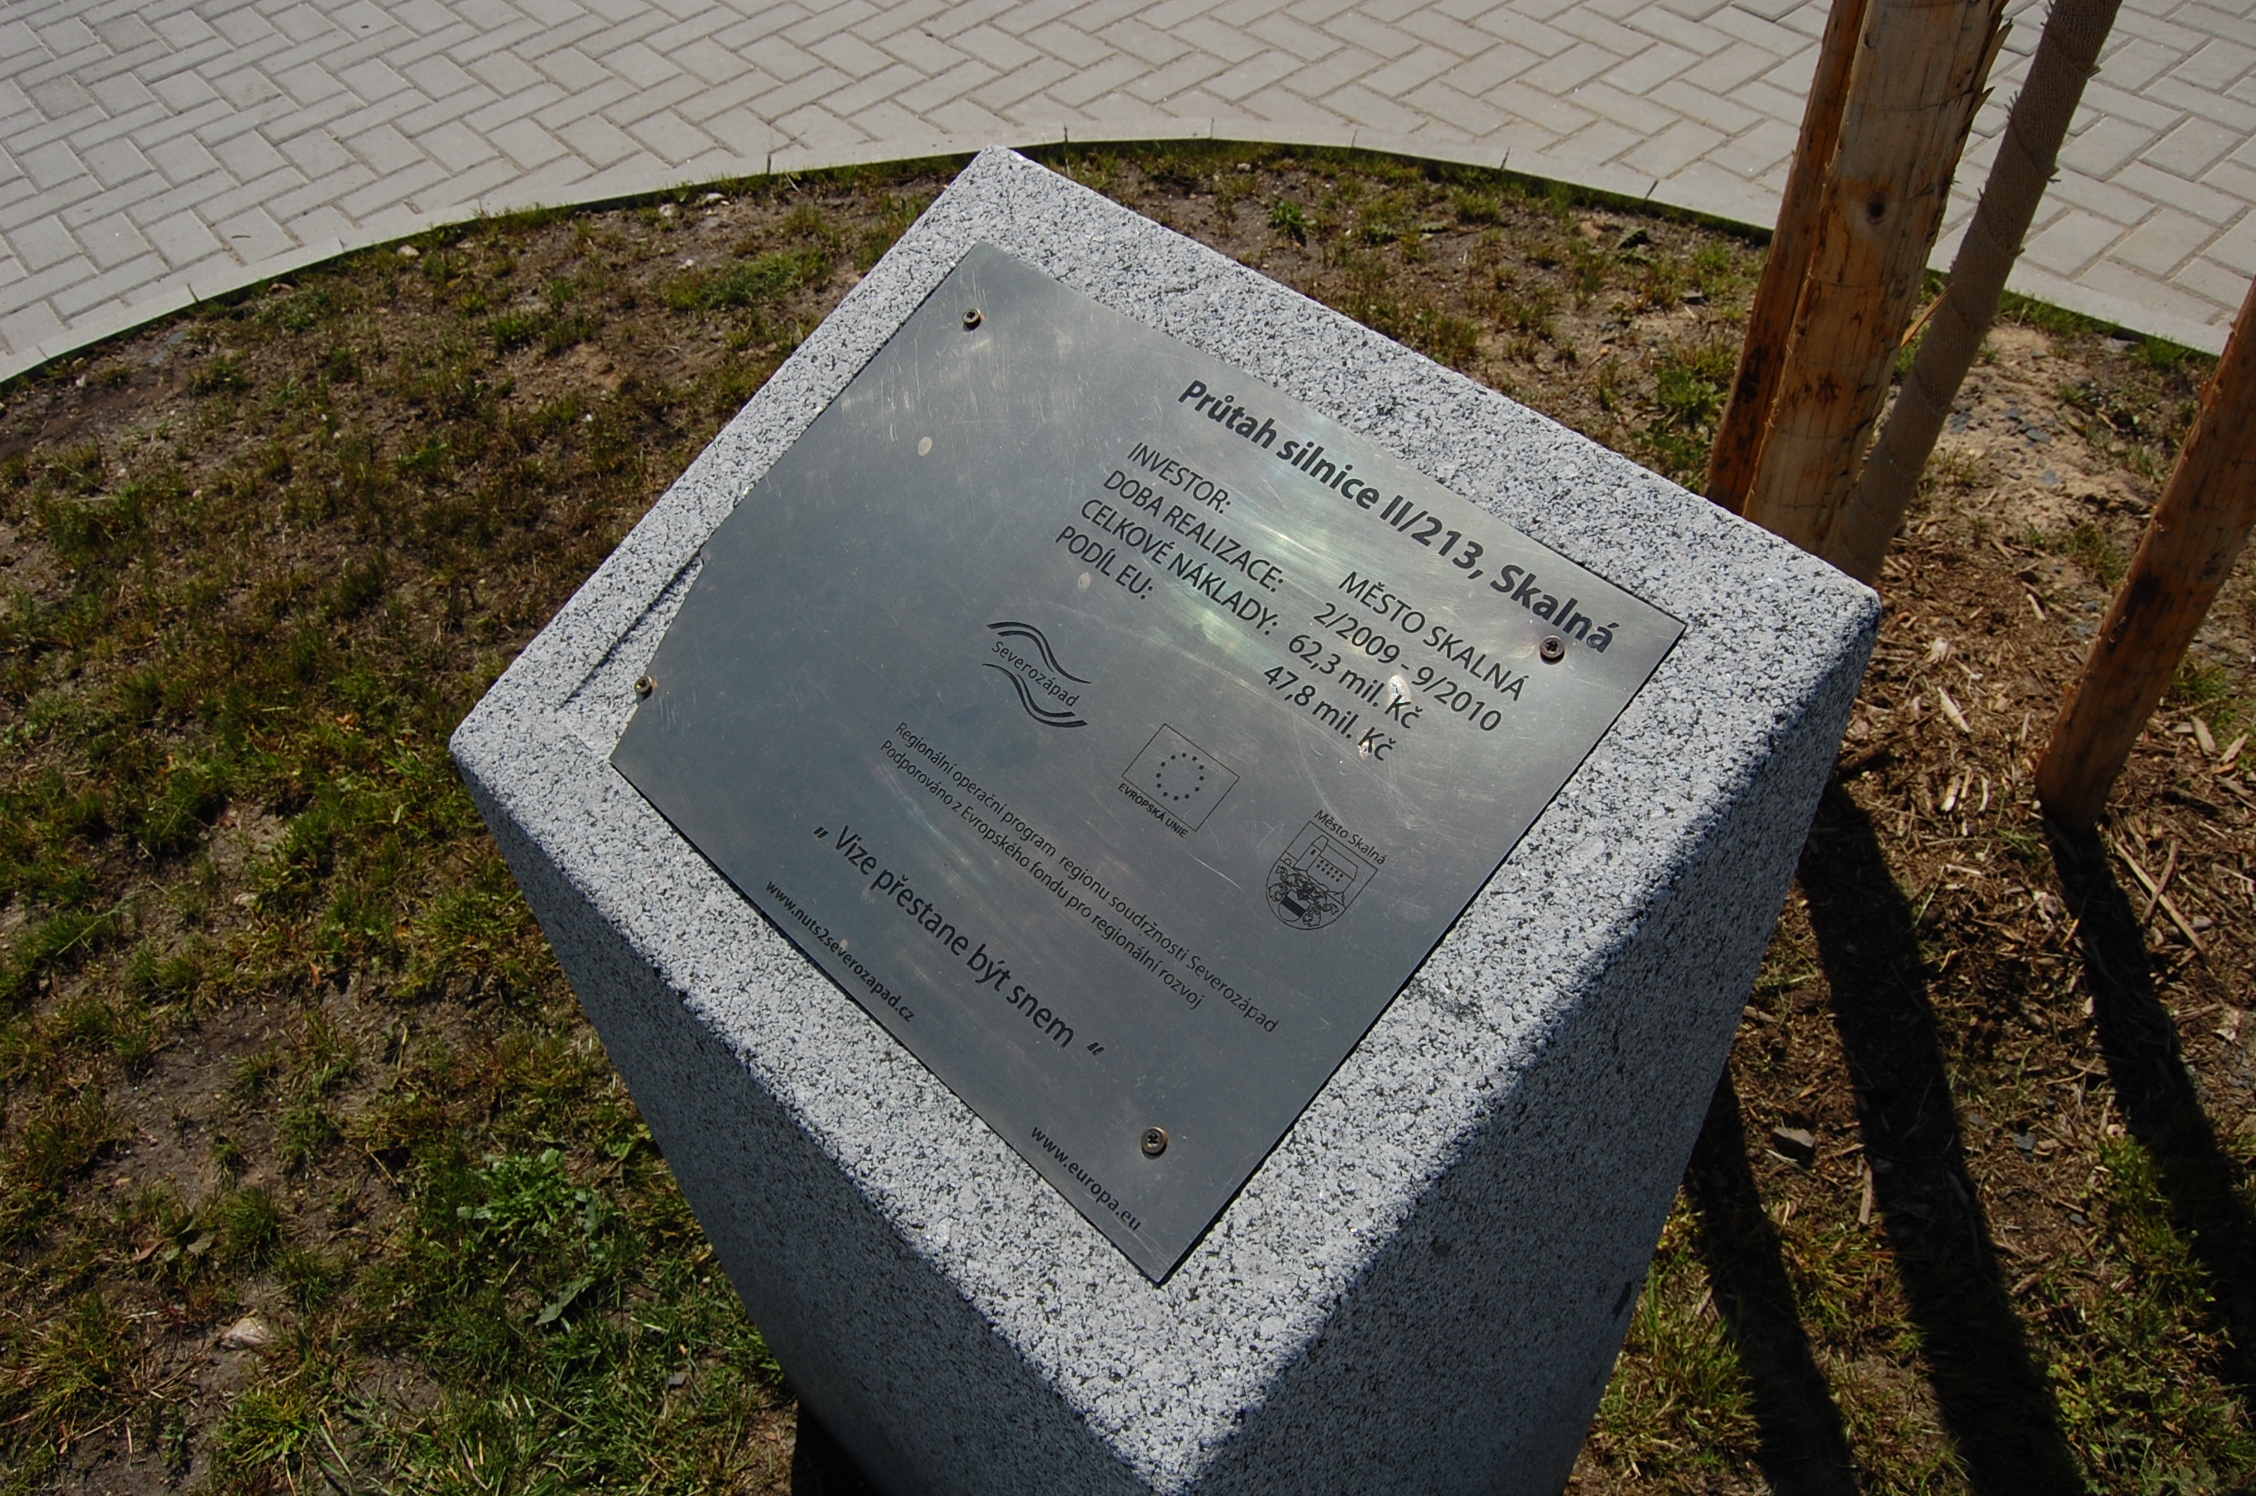 Průtah silnice II/213, Skalná
INVESTOR: MĚSTO SKALNÁ
DOBA REALIZACE: 2/2009 - 9/2010
CELKOVÉ NÁKLADY: 62,3 mil. Kč
PODÍL EU: 47,8 mil. Kč
Severozápad
EVROPSKÁ UNIE
Město Skalná
Regionální operační program regionu soudržnosti Severozápad
Podporováno z Evropského fondu pro regionální rozvoj
„ Vize přestane být snem “
www.nuts2severozapad.cz
www.europa.eu